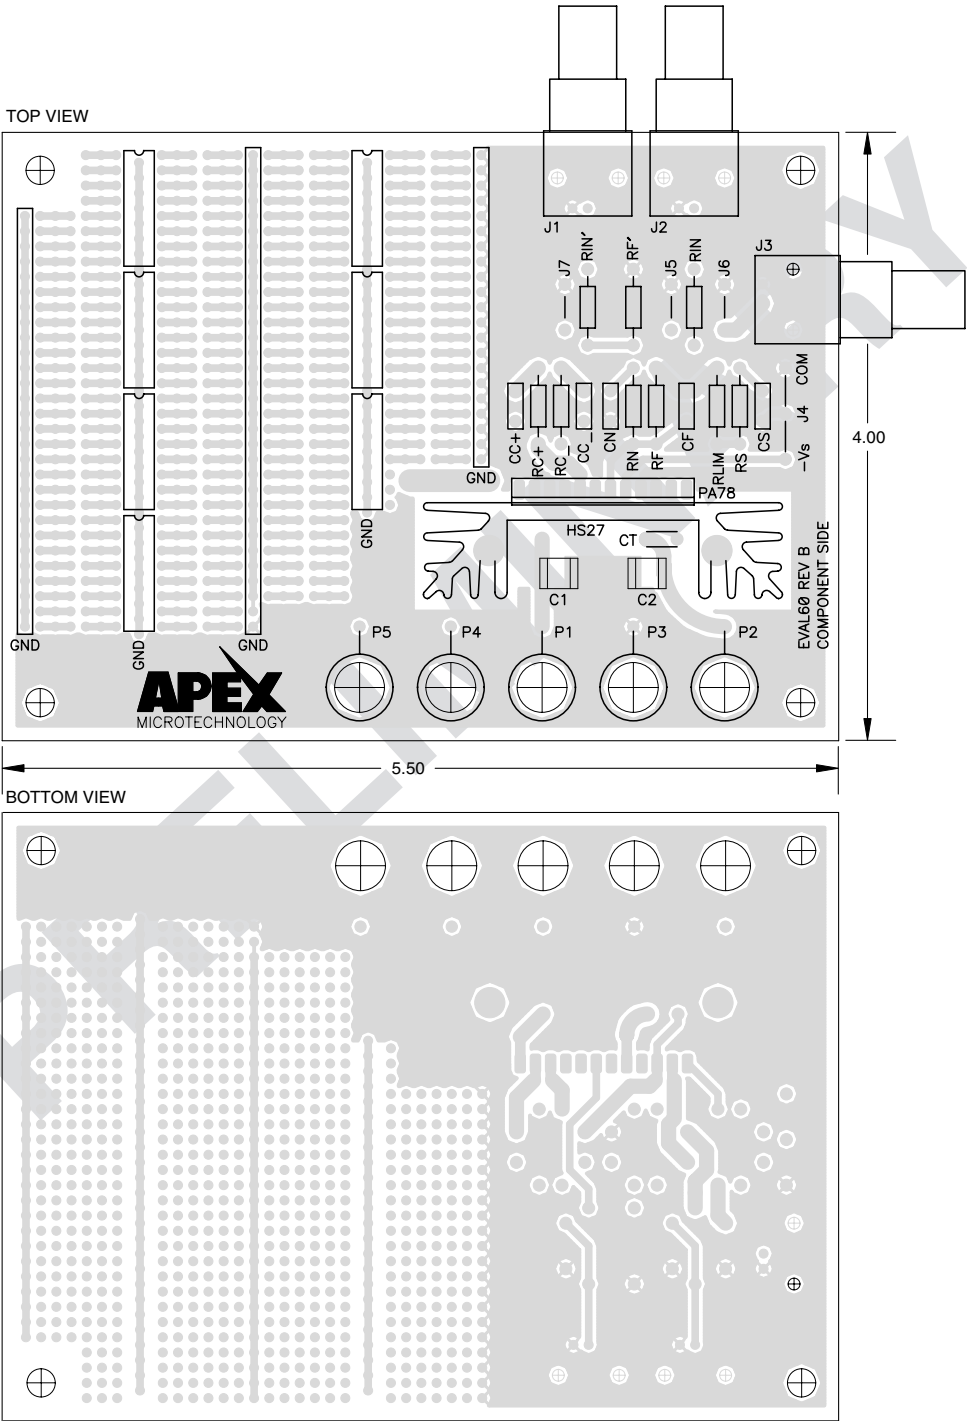 TOP VIEW
J1
J2
J3
RIN'
RF'
RIN
J7
J5
J6
COM
J4
-Vs
CC+
RC+
RC_
CC_
CN
RN
RF
CF
RLIM
RS
CS
4.00
GND
PA78
HS27
CT
GND
C1
C2
EVAL60 REV B
COMPONENT SIDE
P5
P4
P1
P3
P2
GND
GND
GND
APEX
MICROTECHNOLOGY
5.50
BOTTOM VIEW
PRELIMINARY